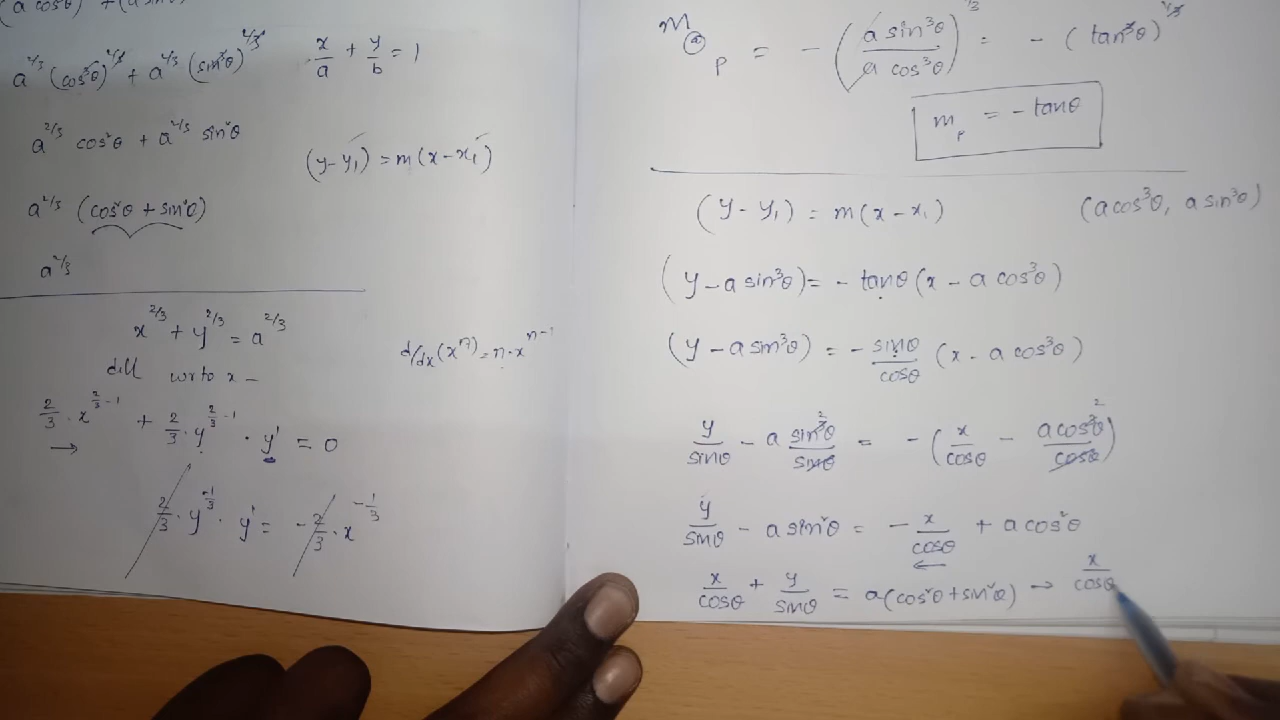 (a cos³θ) + (a sin³θ)
a^2/3 (cos³θ)^2/3 + a^2/3 (sin³θ)^2/3
x/a + y/b = 1
a^2/3 cos²θ + a^2/3 sin²θ
(y-y₁) = m(x-x₁)
a^2/3 (cos²θ + sin²θ)
a^2/3
x^2/3 + y^2/3 = a^2/3
diff wr to x -
d/dx(xⁿ) = n·x^n-1
2/3 · x^2/3-1 + 2/3 · y^2/3-1 · y' = 0
→
2/3 · y^-1/3 · y' = -2/3 · x^-1/3
m_p = -(a sin³θ / a cos³θ)^1/3 = -(tan³θ)^1/3
m_p = -tanθ
(y-y₁) = m(x-x₁) (a cos³θ, a sin³θ)
(y-a sin³θ) = -tanθ (x - a cos³θ)
(y-a sin³θ) = -sinθ/cosθ (x - a cos³θ)
y/sinθ - a sin³θ/sinθ = -(x/cosθ - a cos³θ/cosθ)
y/sinθ - a sin²θ = -x/cosθ + a cos²θ
x/cosθ + y/sinθ = a(cos²θ + sin²θ) → x/cosθ